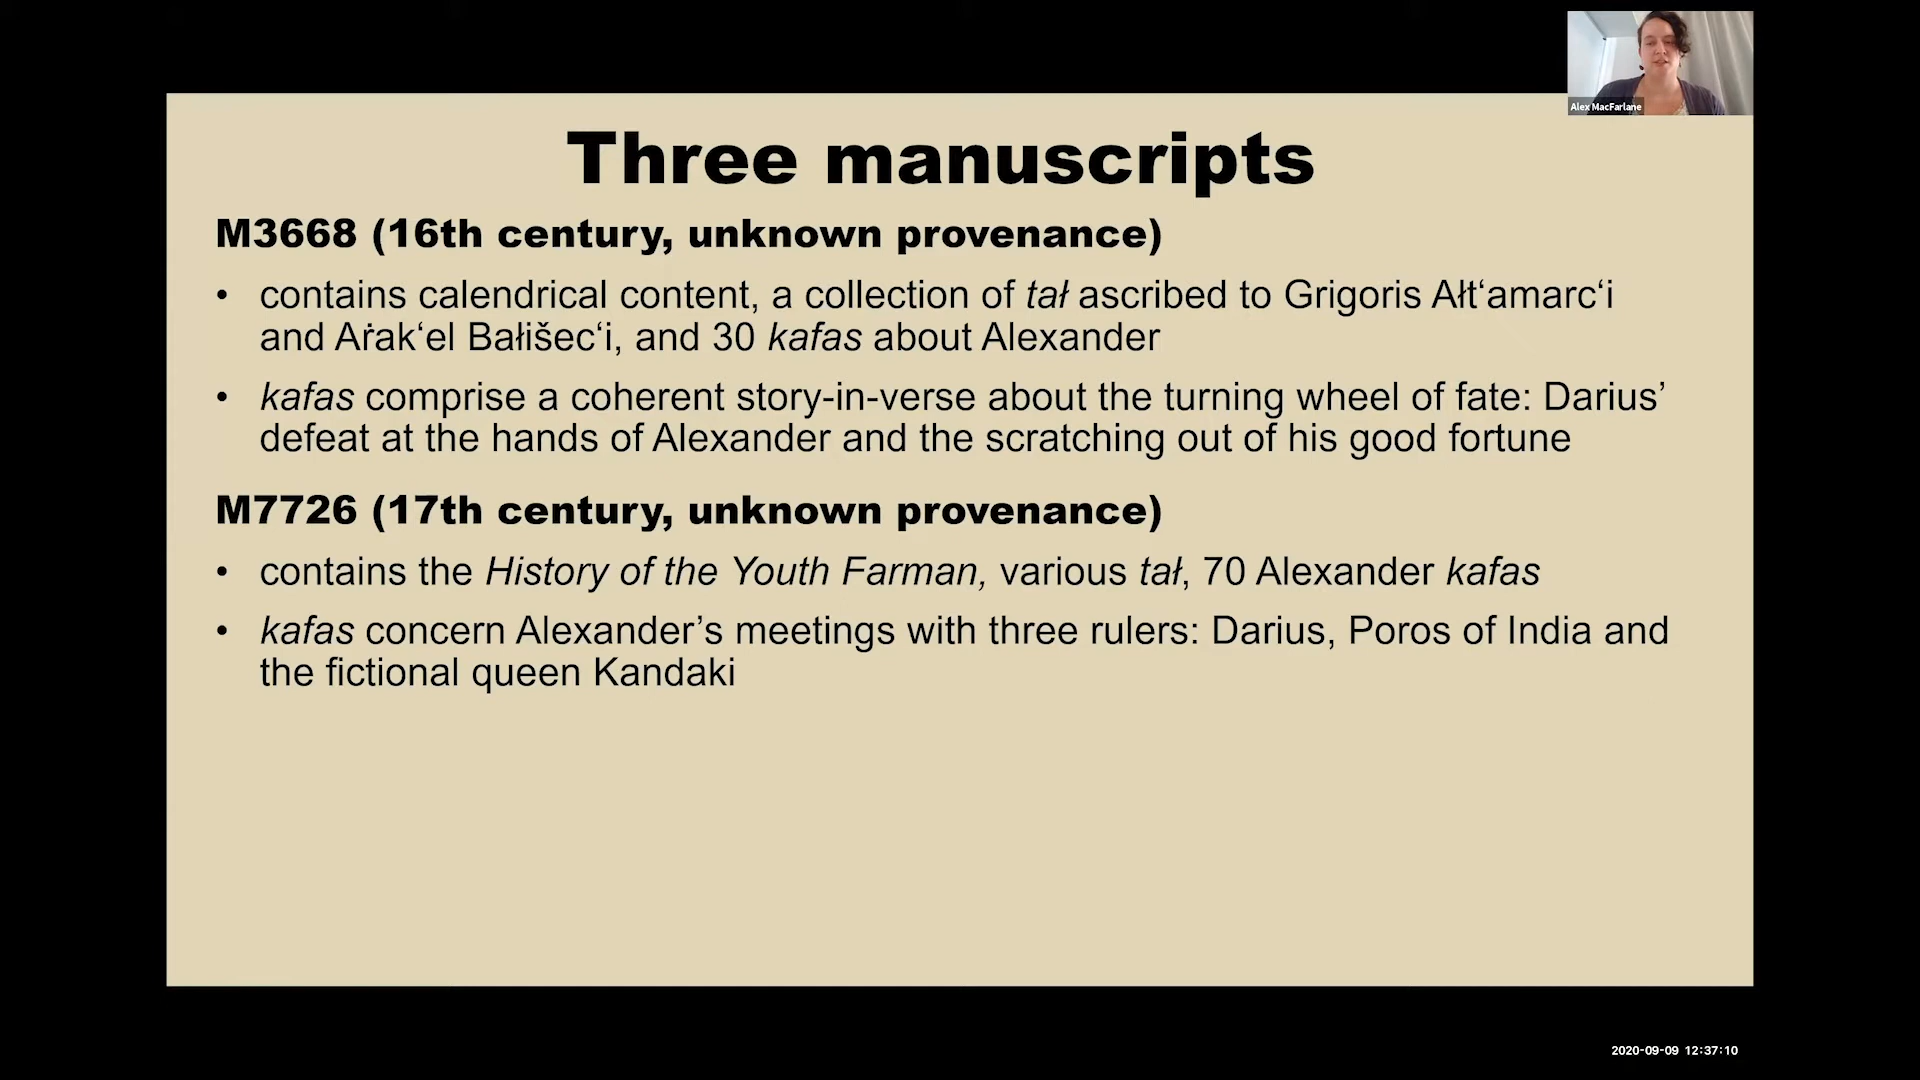 Alex MacFarlane
Three manuscripts
M3668 (16th century, unknown provenance)
• contains calendrical content, a collection of tał ascribed to Grigoris Ałt‘amarc‘i
and Aṙak‘el Bałišec‘i, and 30 kafas about Alexander
• kafas comprise a coherent story-in-verse about the turning wheel of fate: Darius’
defeat at the hands of Alexander and the scratching out of his good fortune
M7726 (17th century, unknown provenance)
• contains the History of the Youth Farman, various tał, 70 Alexander kafas
• kafas concern Alexander’s meetings with three rulers: Darius, Poros of India and
the fictional queen Kandaki
2020-09-09 12:37:10